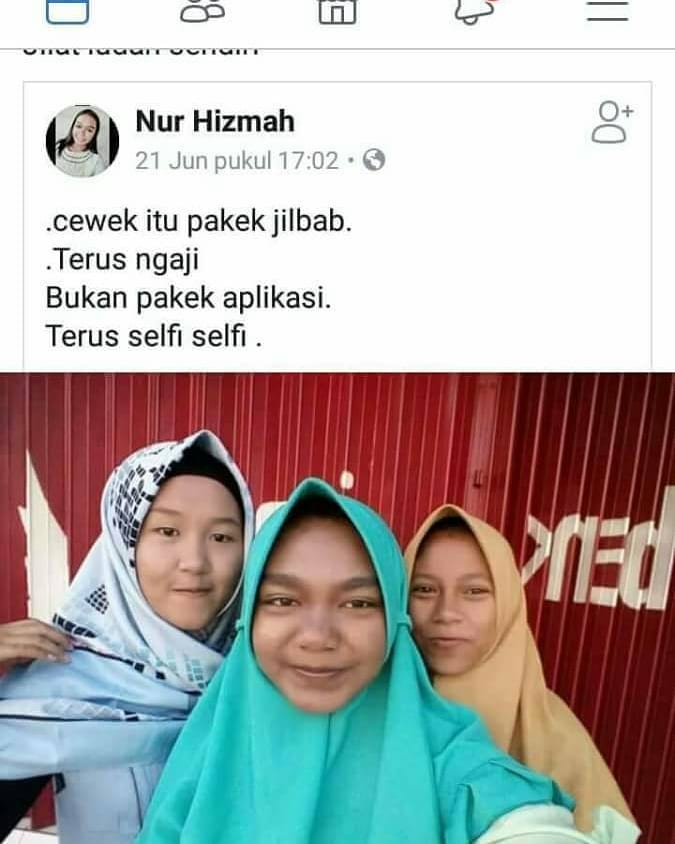 Nur Hizmah
21 Jun pukul 17:02
.cewek itu pakek jilbab.
.Terus ngaji
Bukan pakek aplikasi.
Terus selfi selfi .